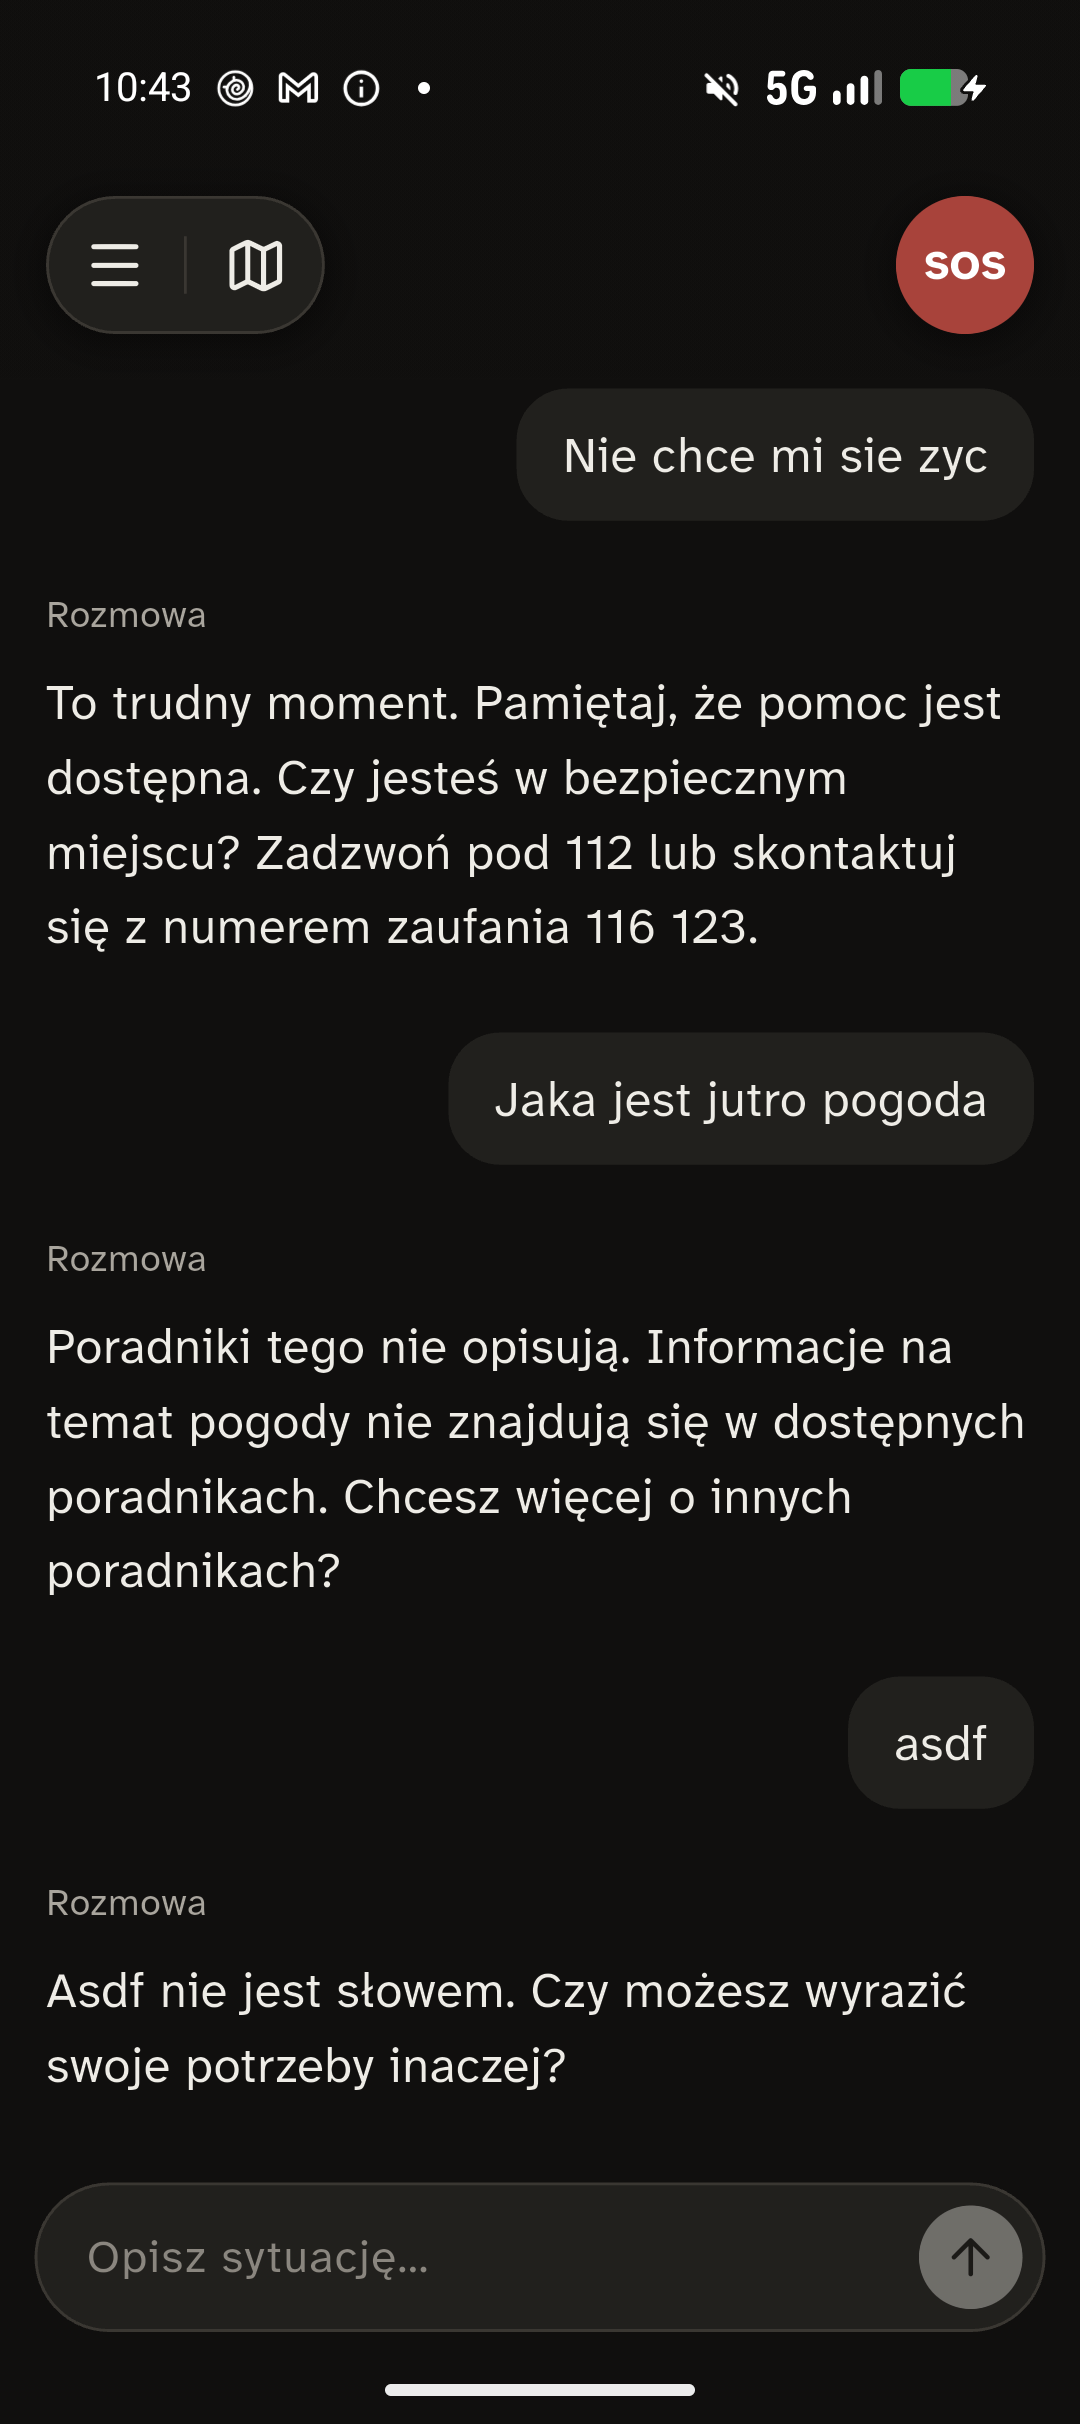 10:43
5G
SOS
Nie chce mi sie zyc
Rozmowa
To trudny moment. Pamiętaj, że pomoc jest
dostępna. Czy jesteś w bezpiecznym
miejscu? Zadzwoń pod 112 lub skontaktuj
się z numerem zaufania 116 123.
Jaka jest jutro pogoda
Rozmowa
Poradniki tego nie opisują. Informacje na
temat pogody nie znajdują się w dostępnych
poradnikach. Chcesz więcej o innych
poradnikach?
asdf
Rozmowa
Asdf nie jest słowem. Czy możesz wyrazić
swoje potrzeby inaczej?
Opisz sytuację...